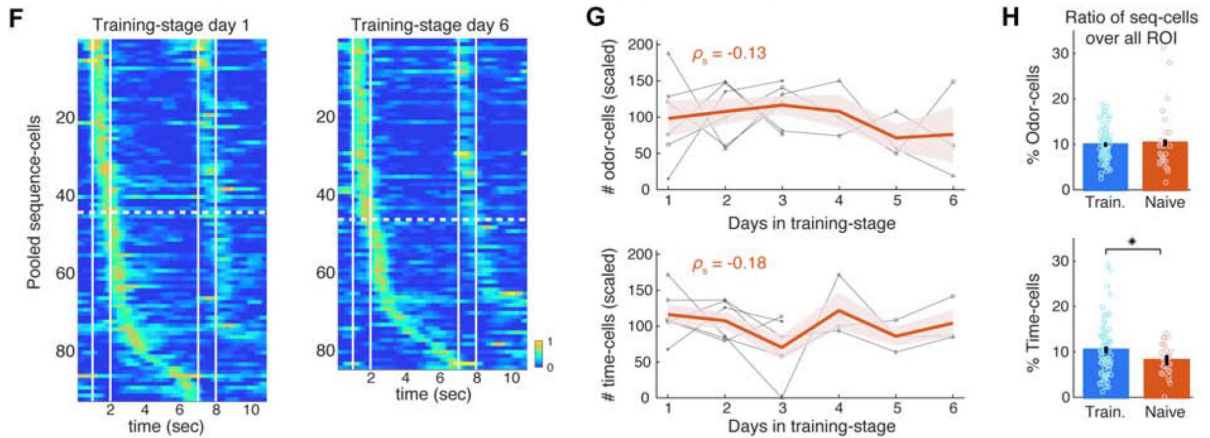 F
Training-stage day 1
Training-stage day 6
Pooled sequence-cells
20
40
60
80
2 4 6 8 10
time (sec)
20
40
60
80
2 4 6 8 10
time (sec)
1
0
G
# odor-cells (scaled)
200
150
100
50
0
ρs = -0.13
1 2 3 4 5 6
Days in training-stage
# time-cells (scaled)
200
150
100
50
0
ρs = -0.18
1 2 3 4 5 6
Days in training-stage
H
Ratio of seq-cells
over all ROI
% Odor-cells
30
20
10
0
Train. Naive
% Time-cells
30
20
10
0
Train. Naive